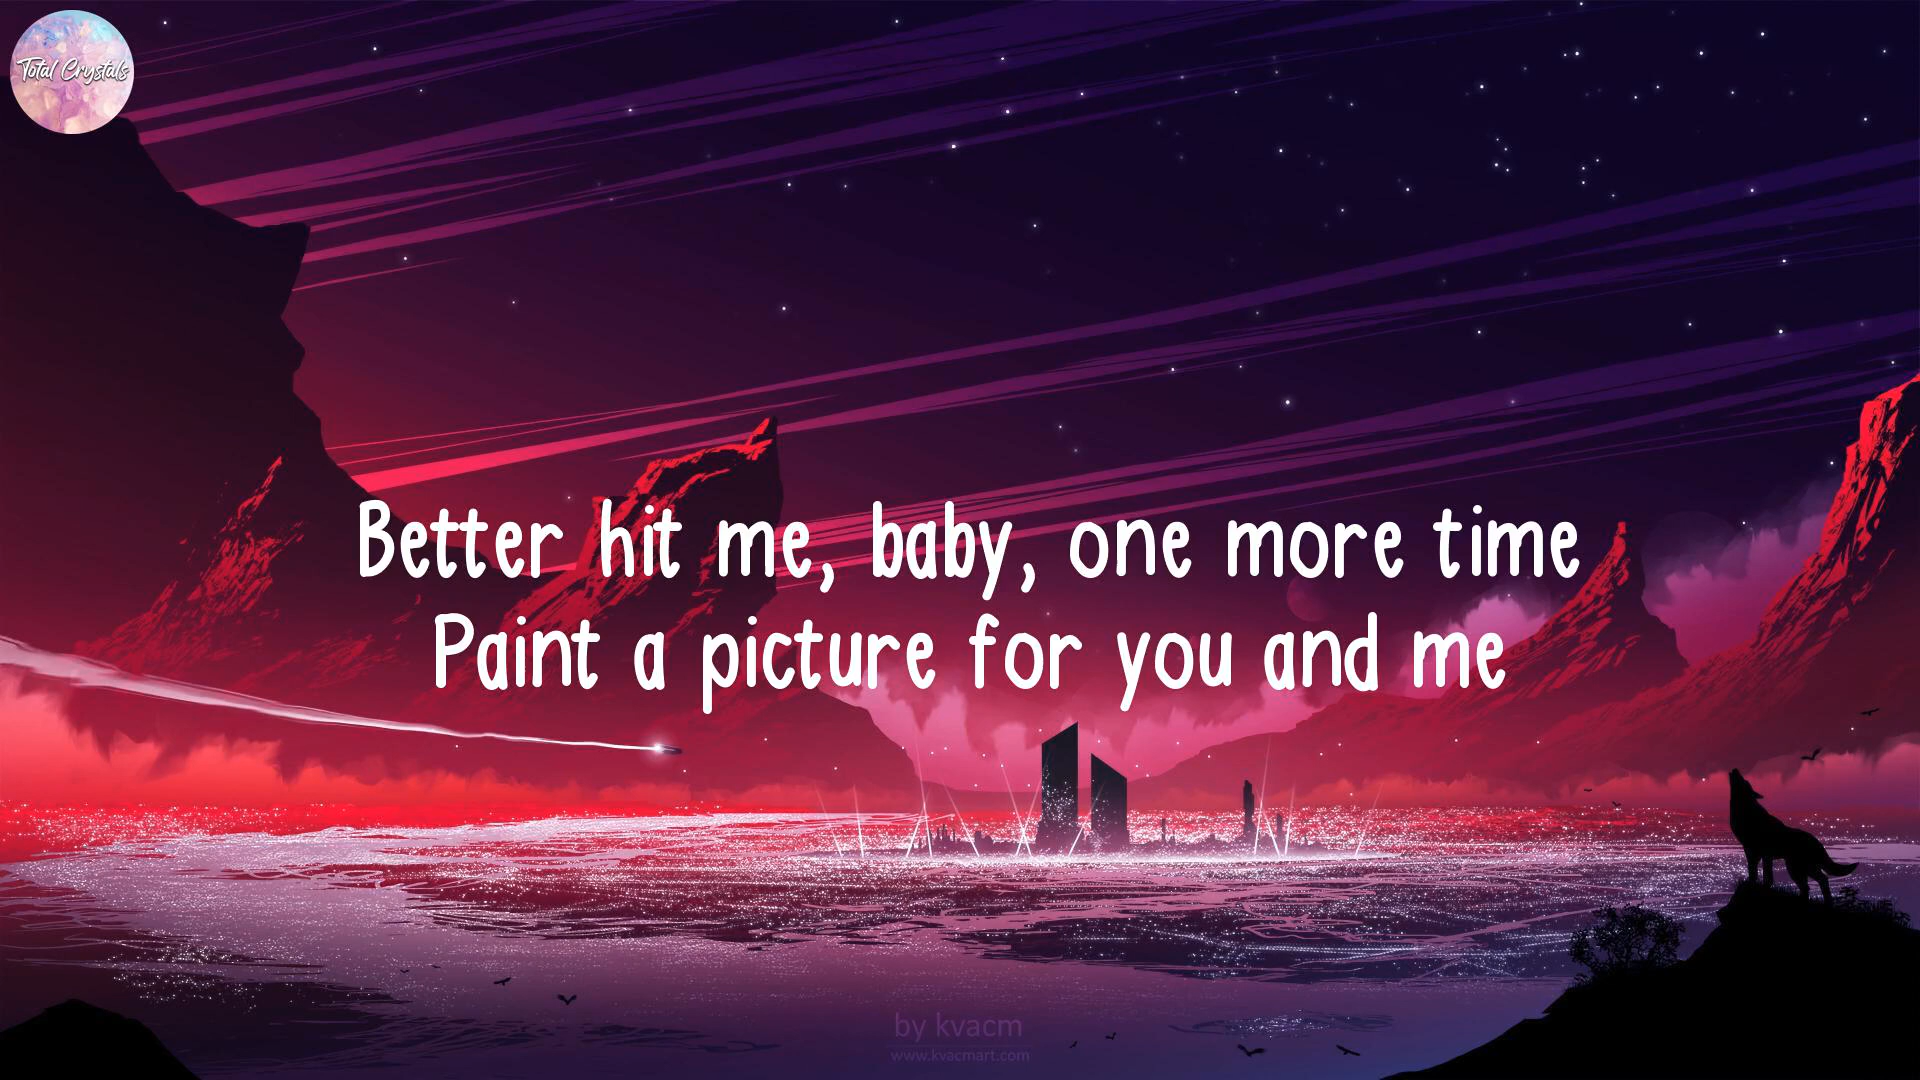 Total Crystals
Better hit me, baby, one more time
Paint a picture for you and me
by kvacm
www.kvacmart.com